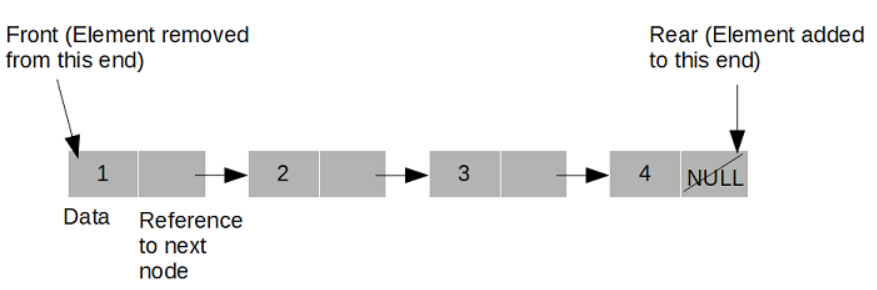 Front (Element removed
from this end)
Rear (Element added
to this end)
1
2
3
4
NULL
Data
Reference
to next
node